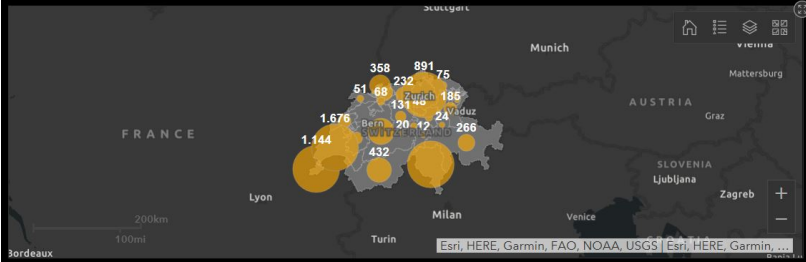 Stuttgart
Munich
Vienna
Mattersburg
358
891
232
75
51
68
Zurich
185
131
48
Vaduz
24
AUSTRIA
Graz
1.676
Bern
20
12
SWITZERLAND
266
FRANCE
1.144
432
SLOVENIA
Ljubljana
Lyon
Zagreb
Milan
Venice
200km
100mi
Turin
CROATIA
Esri, HERE, Garmin, FAO, NOAA, USGS | Esri, HERE, Garmin, ...
Bordeaux